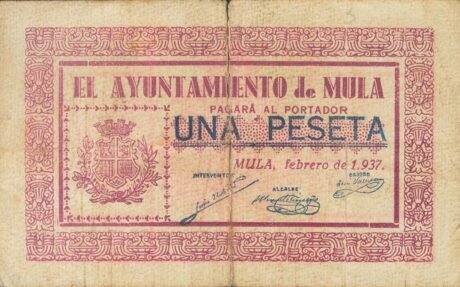 EL AYUNTAMIENTO de MULA
PAGARÁ AL PORTADOR
UNA PESETA
MULA, febrero de 1.937.
INTERVENTOR
ALCALDE
CAJERO